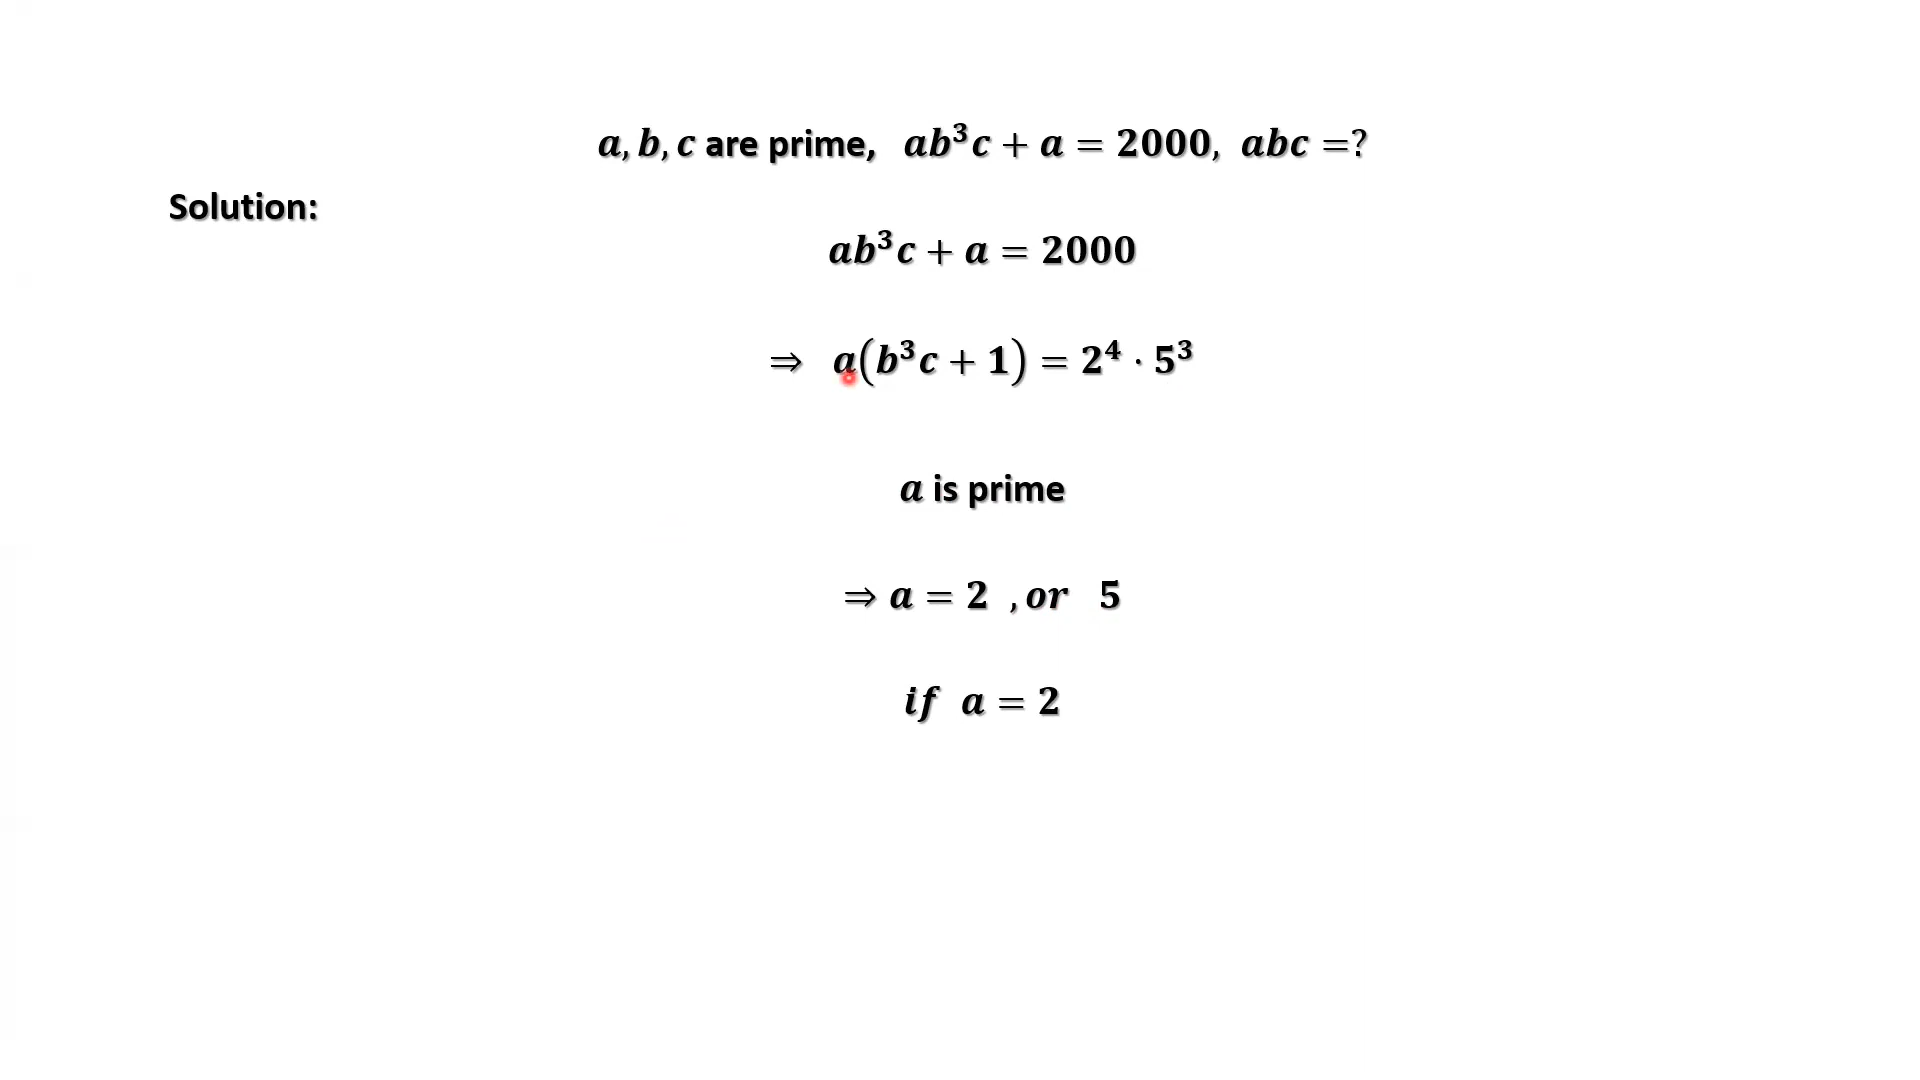 a, b, c are prime, ab³c + a = 2000, abc =?
Solution:
ab³c + a = 2000
⇒ a(b³c + 1) = 2⁴ · 5³
a is prime
⇒ a = 2 , or 5
if a = 2